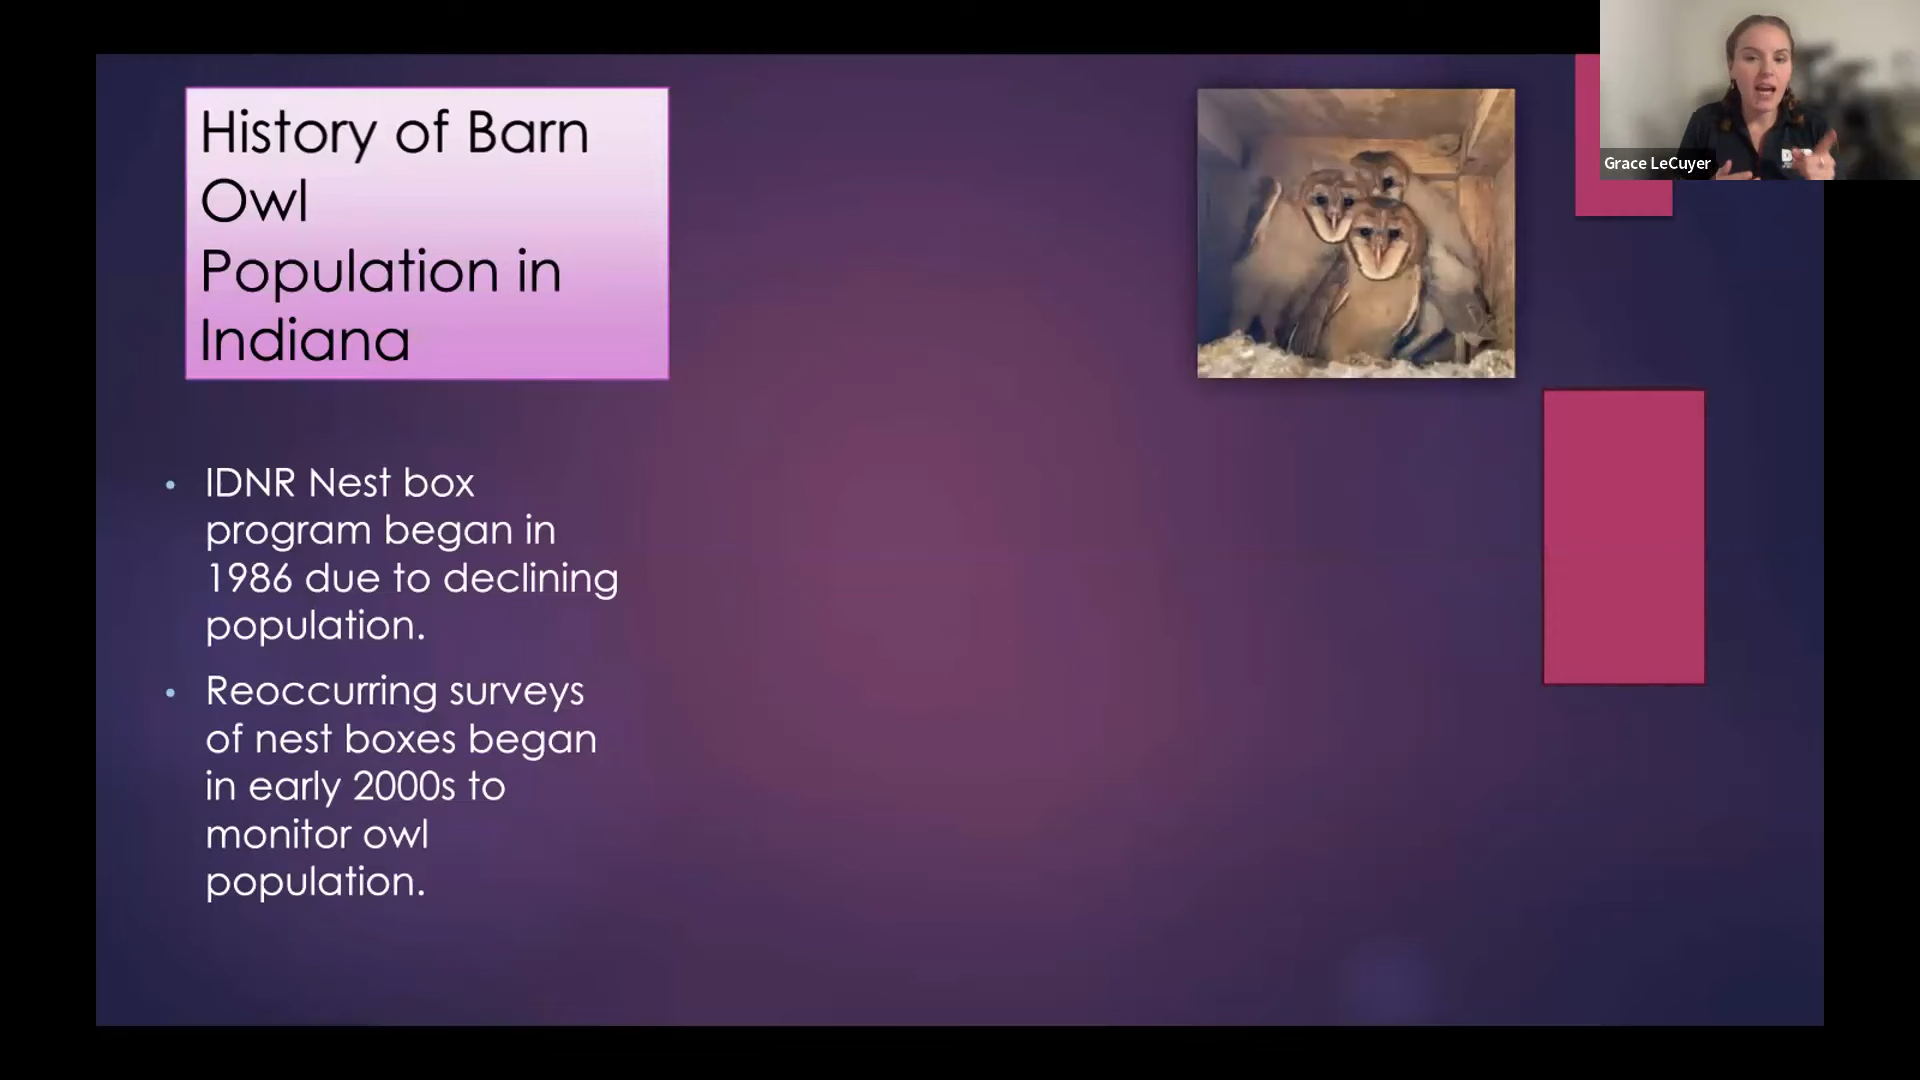 History of Barn
Owl
Population in
Indiana
Grace LeCuyer
• IDNR Nest box
program began in
1986 due to declining
population.
• Reoccurring surveys
of nest boxes began
in early 2000s to
monitor owl
population.